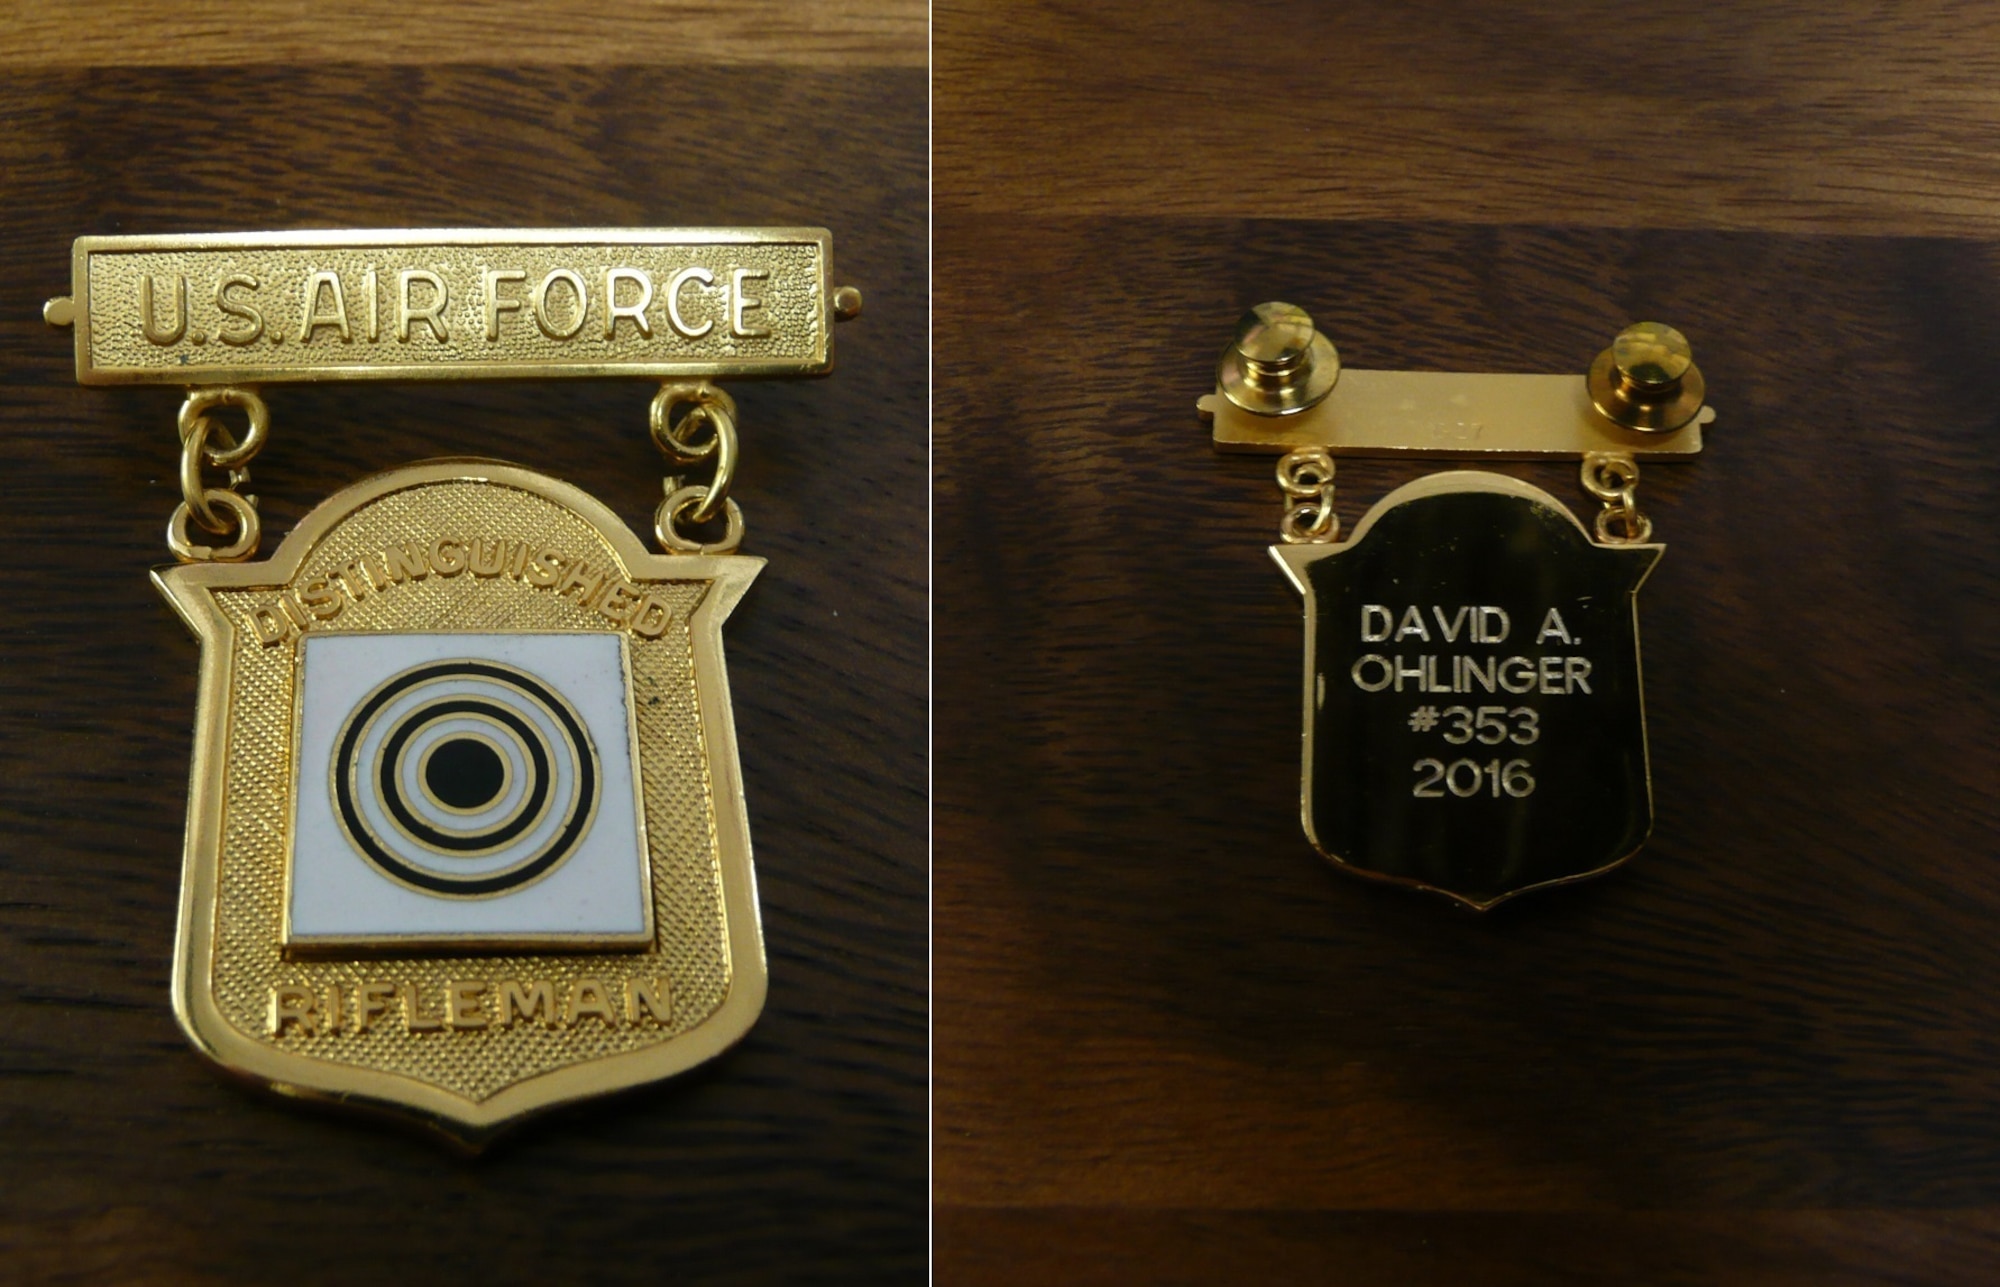 U.S. AIR FORCE
DISTINGUISHED
RIFLEMAN
DAVID A.
OHLINGER
#353
2016